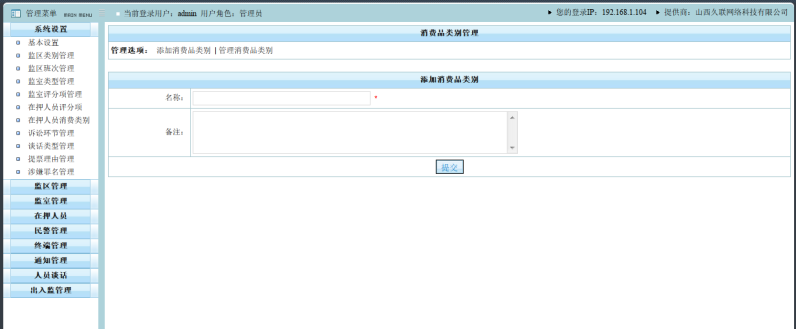 管理菜单 MAIN MENU
当前登录用户：admin 用户角色：管理员
▶ 您的登录IP：192.168.1.104 ▶ 提供商：山西久联网络科技有限公司
系统设置
基本设置
监区类别管理
监区班次管理
监室类型管理
监室评分项管理
在押人员评分项
在押人员消费类别
诉讼环节管理
谈话类型管理
提票理由管理
涉嫌罪名管理
监区管理
监室管理
在押人员
民警管理
终端管理
通知管理
人员谈话
出入监管理
消费品类别管理
管理选项： 添加消费品类别 | 管理消费品类别
添加消费品类别
名称： *
备注：
提交